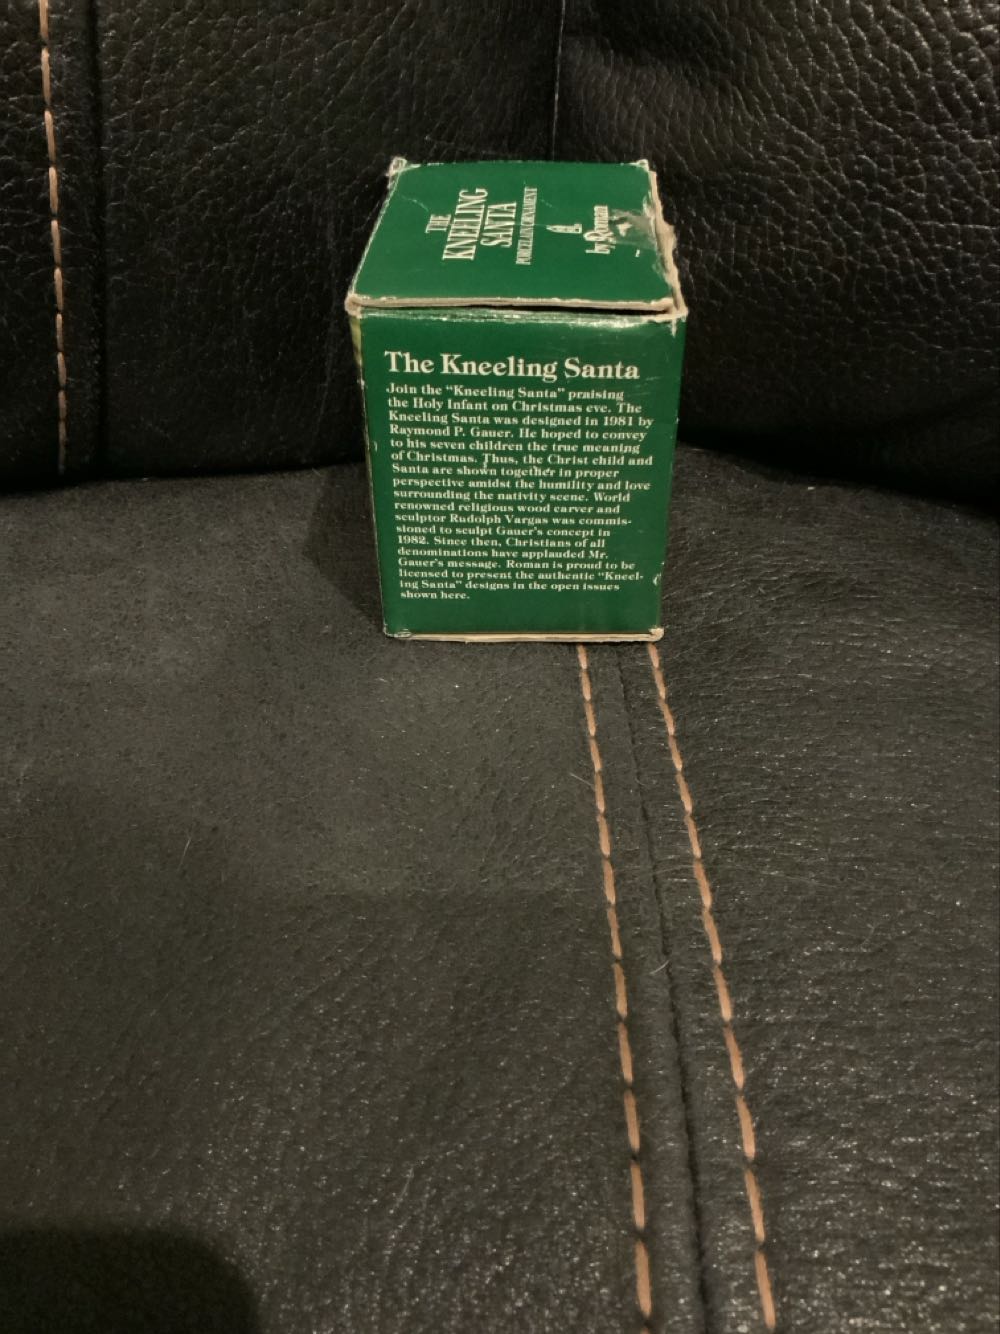 THE
KNEELING
SANTA
PORCELAIN ORNAMENT
by Roman
The Kneeling Santa
Join the "Kneeling Santa" praising
the Holy Infant on Christmas eve. The
Kneeling Santa was designed in 1981 by
Raymond P. Gauer. He hoped to convey
to his seven children the true meaning
of Christmas. Thus, the Christ child and
Santa are shown together in proper
perspective amidst the humility and love
surrounding the nativity scene. World
renowned religious wood carver and
sculptor Rudolph Vargas was commis-
sioned to sculpt Gauer's concept in
1982. Since then, Christians of all
denominations have applauded Mr.
Gauer's message. Roman is proud to be
licensed to present the authentic "Kneel-
ing Santa" designs in the open issues
shown here.